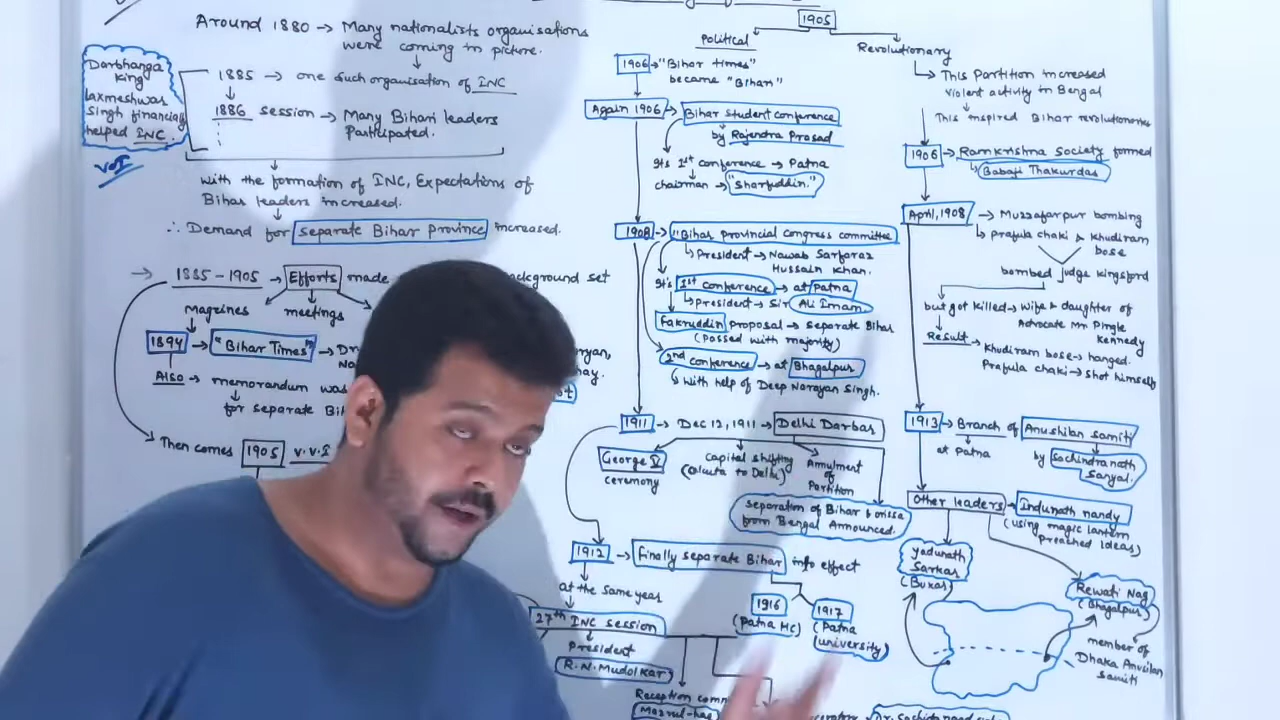 Around 1880 → Many nationalists organisations
were coming in picture.
Darbhanga
King
Laxmeshwar
Singh financially
helped INC.
VOI
1885 → one such organisation of INC
1886 session → Many Bihari leaders
Participated.
with the formation of INC, Expectations of
Bihar leaders increased.
∴ Demand for separate Bihar province increased.
→ 1885-1905 → Efforts made
background set
Magzines
meetings
1894 → "Bihar Times" →
Also → memorandum was
for separate
Then comes 1905 V.V.I
1905
Political
1906 → "Bihar times"
became "Bihari"
Again 1906 → Bihar student conference
by Rajendra Prasad
Its 1st conference → Patna
chairman → "Sharfuddin."
1908 → "Bihar provincial congress committee
President → Nawab Sarfaraz
Hussain Khan.
It's 1st conference → at Patna
President → Sir Ali Imam.
Fakruddin proposal → separate Bihar
(passed with majority)
2nd conference → at Bhagalpur
with help of Deep Narayan Singh.
1911 → Dec 12, 1911 → Delhi Darbar
George V
ceremony
capital shifting
(Calcuta to Delhi)
Annulment
of
Partition
separation of Bihar & orissa
from Bengal Announced.
1912 → finally separate Bihar into effect
at the same year
1916
(Patna HC)
1917
(Patna
university)
27th INC session
President
R.N. Mudolkar
Reception
Revolutionary
This Partition increased
violent activity in Bengal
This inspired Bihar revolutionaries
1906 → Ramkrishna Society formed
Babaji Thakurdas
April, 1908 → Muzzafarpur bombing
Prafula chaki & Khudiram
bose
bombed judge kingsford
but got killed → wife & daughter of
Advocate Mr. Pingle
Kennedy
Result → Khudiram bose → hanged.
Prafula chaki → shot himself
1913 → Branch of Anushilan samiti
at Patna
by Sachindranath
Sanyal.
Other leaders → Indunath nandy
(using magic lantern
preached ideas)
yadunath
Sarkar
(Buxar)
Rewati Nag
(Bhagalpur)
member of
Dhaka Anusilan
Samiti